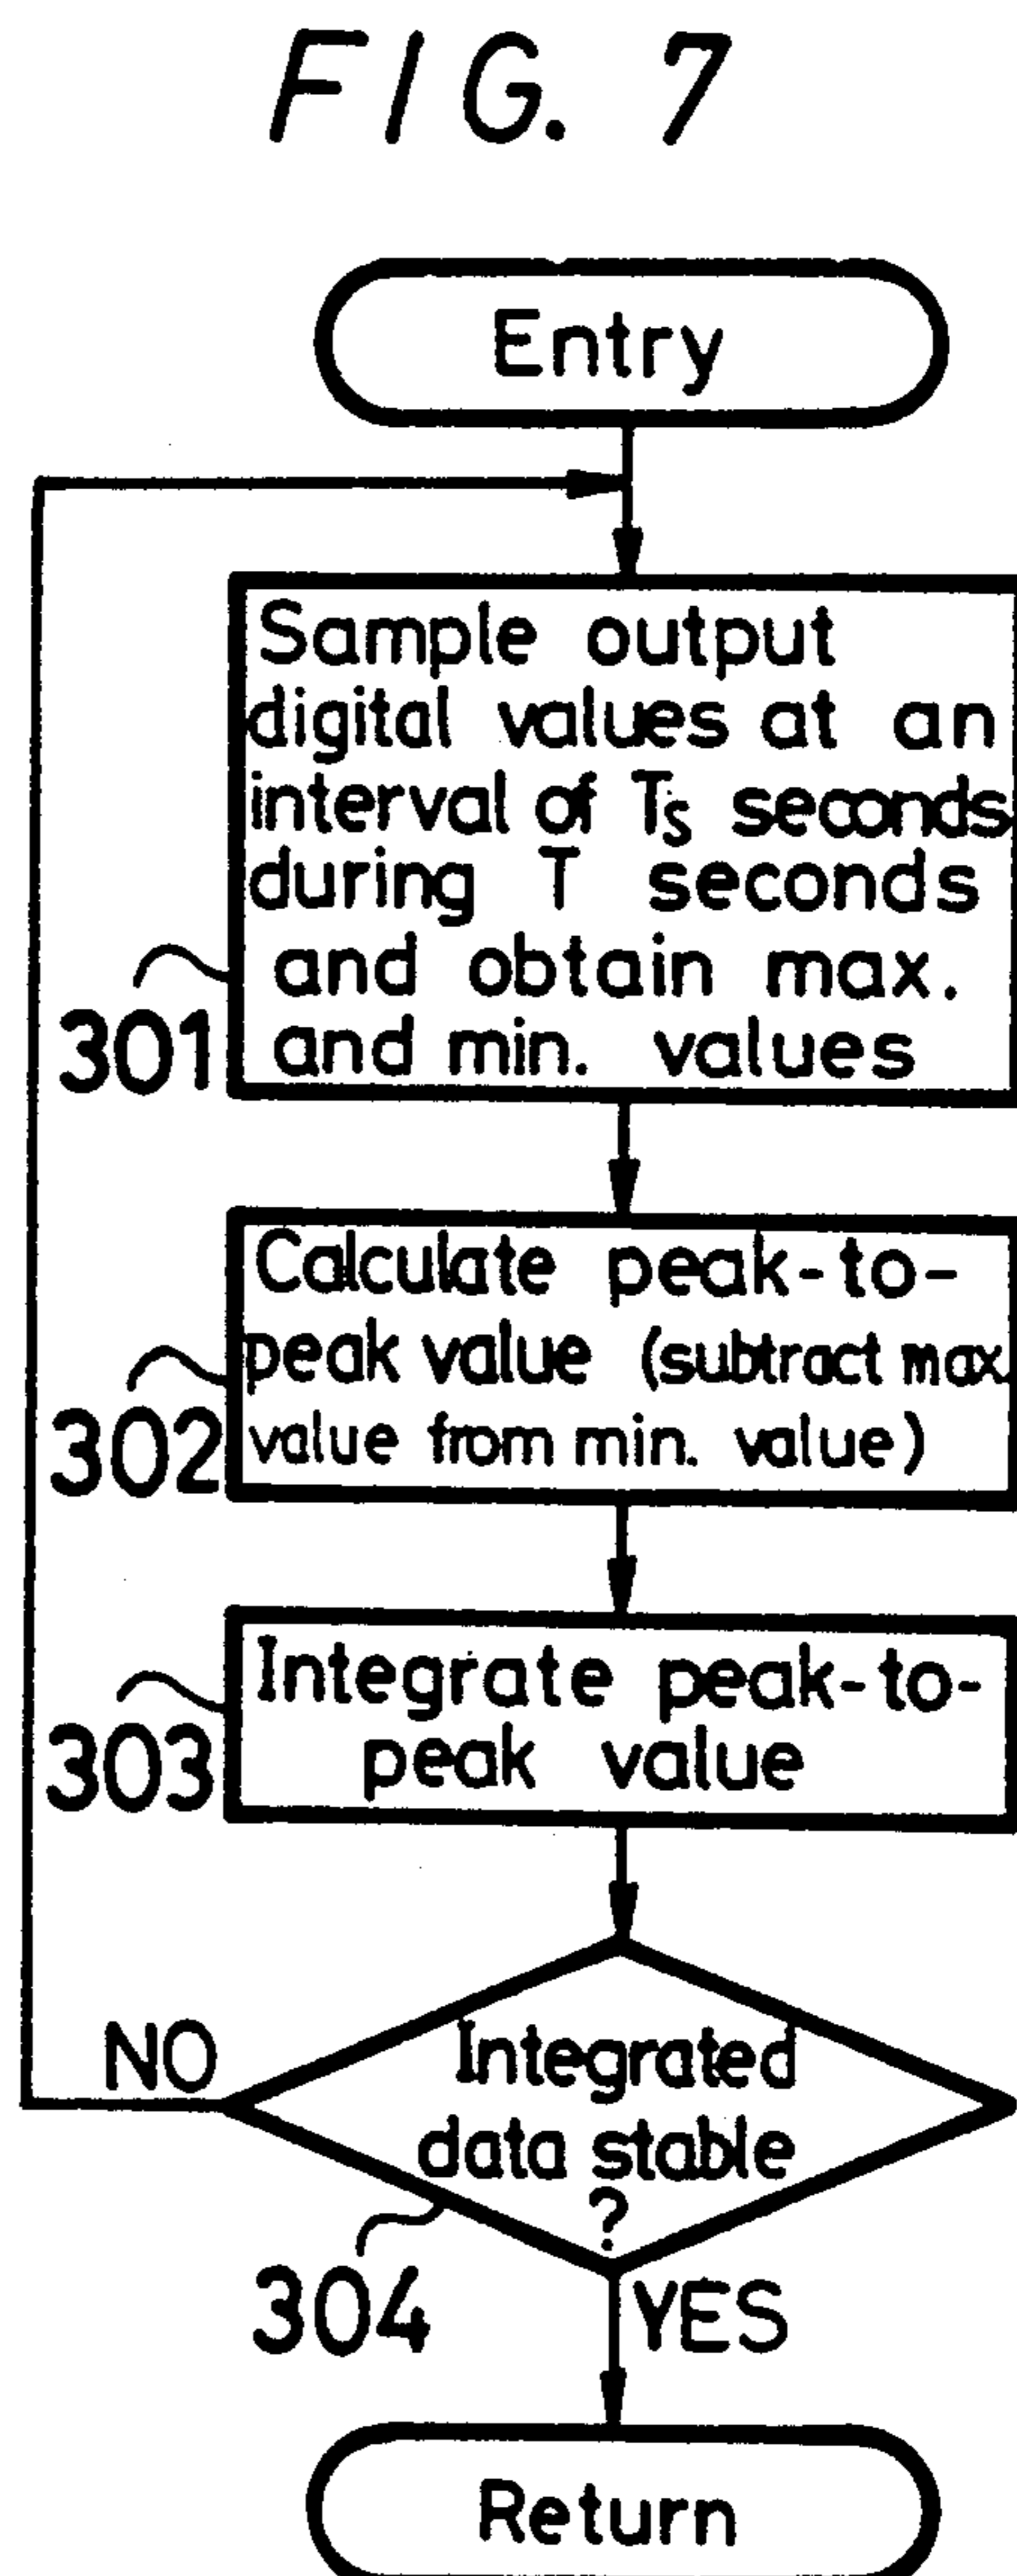 FIG. 7
Entry
Sample output
digital values at an
interval of Ts seconds
during T seconds
and obtain max.
and min. values
301
Calculate peak-to-
peak value (subtract max.
value from min. value)
302
Integrate peak-to-
peak value
303
Integrated
data stable
?
NO
304
YES
Return